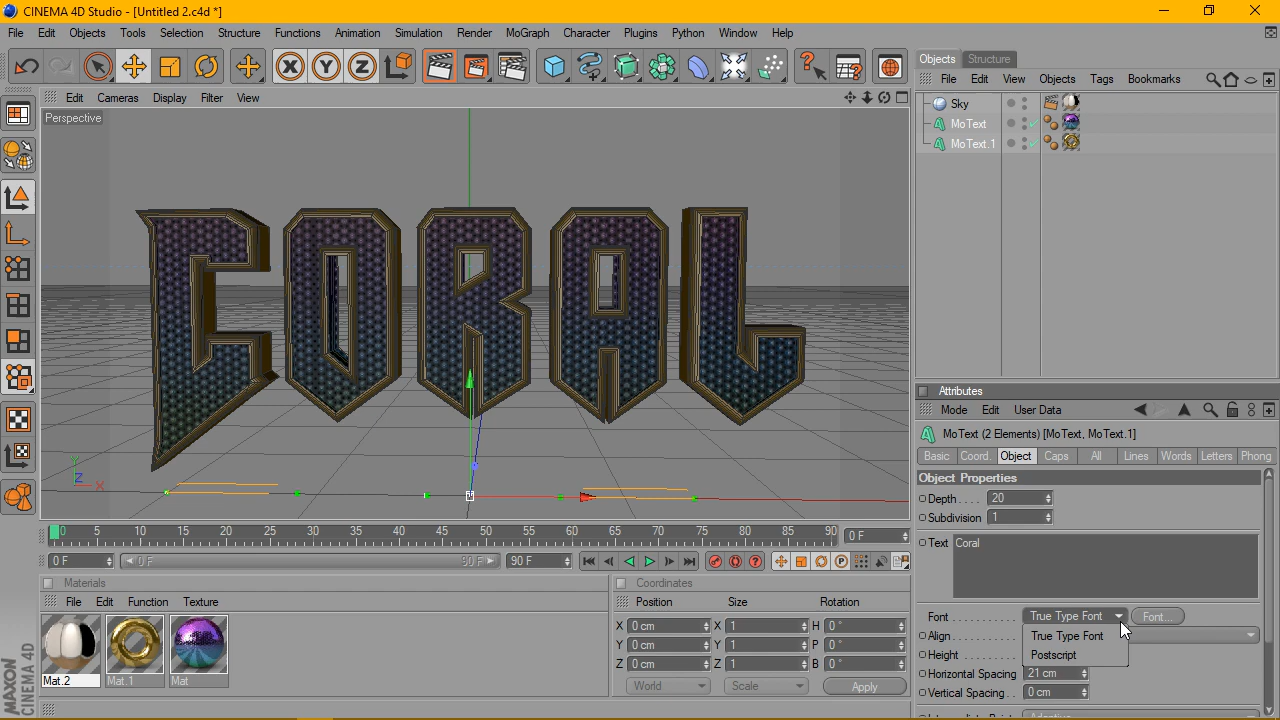 CINEMA 4D Studio - [Untitled 2.c4d *]
File Edit Objects Tools Selection Structure Functions Animation Simulation Render MoGraph Character Plugins Python Window Help
Objects Structure
File Edit View Objects Tags Bookmarks
Sky
MoText
MoText.1
Edit Cameras Display Filter View
Perspective
CORAL
Y
Z
X
0 5 10 15 20 25 30 35 40 45 50 55 60 65 70 75 80 85 90
0 F
0 F
0 F
90 F
90 F
Materials
File Edit Function Texture
Mat.2
Mat.1
Mat
Coordinates
Position Size Rotation
X 0 cm X 1 H 0 °
Y 0 cm Y 1 P 0 °
Z 0 cm Z 1 B 0 °
World Scale Apply
Attributes
Mode Edit User Data
MoText (2 Elements) [MoText, MoText.1]
Basic Coord. Object Caps All Lines Words Letters Phong
Object Properties
Depth . . . . 20
Subdivision 1
Text Coral
Font . . . . . . . . . . . . True Type Font Font...
Align . . . . . . . . . . . True Type Font
Height . . . . . . . . . . Postscript
Horizontal Spacing 21 cm
Vertical Spacing . . 0 cm
MAXON
CINEMA 4D